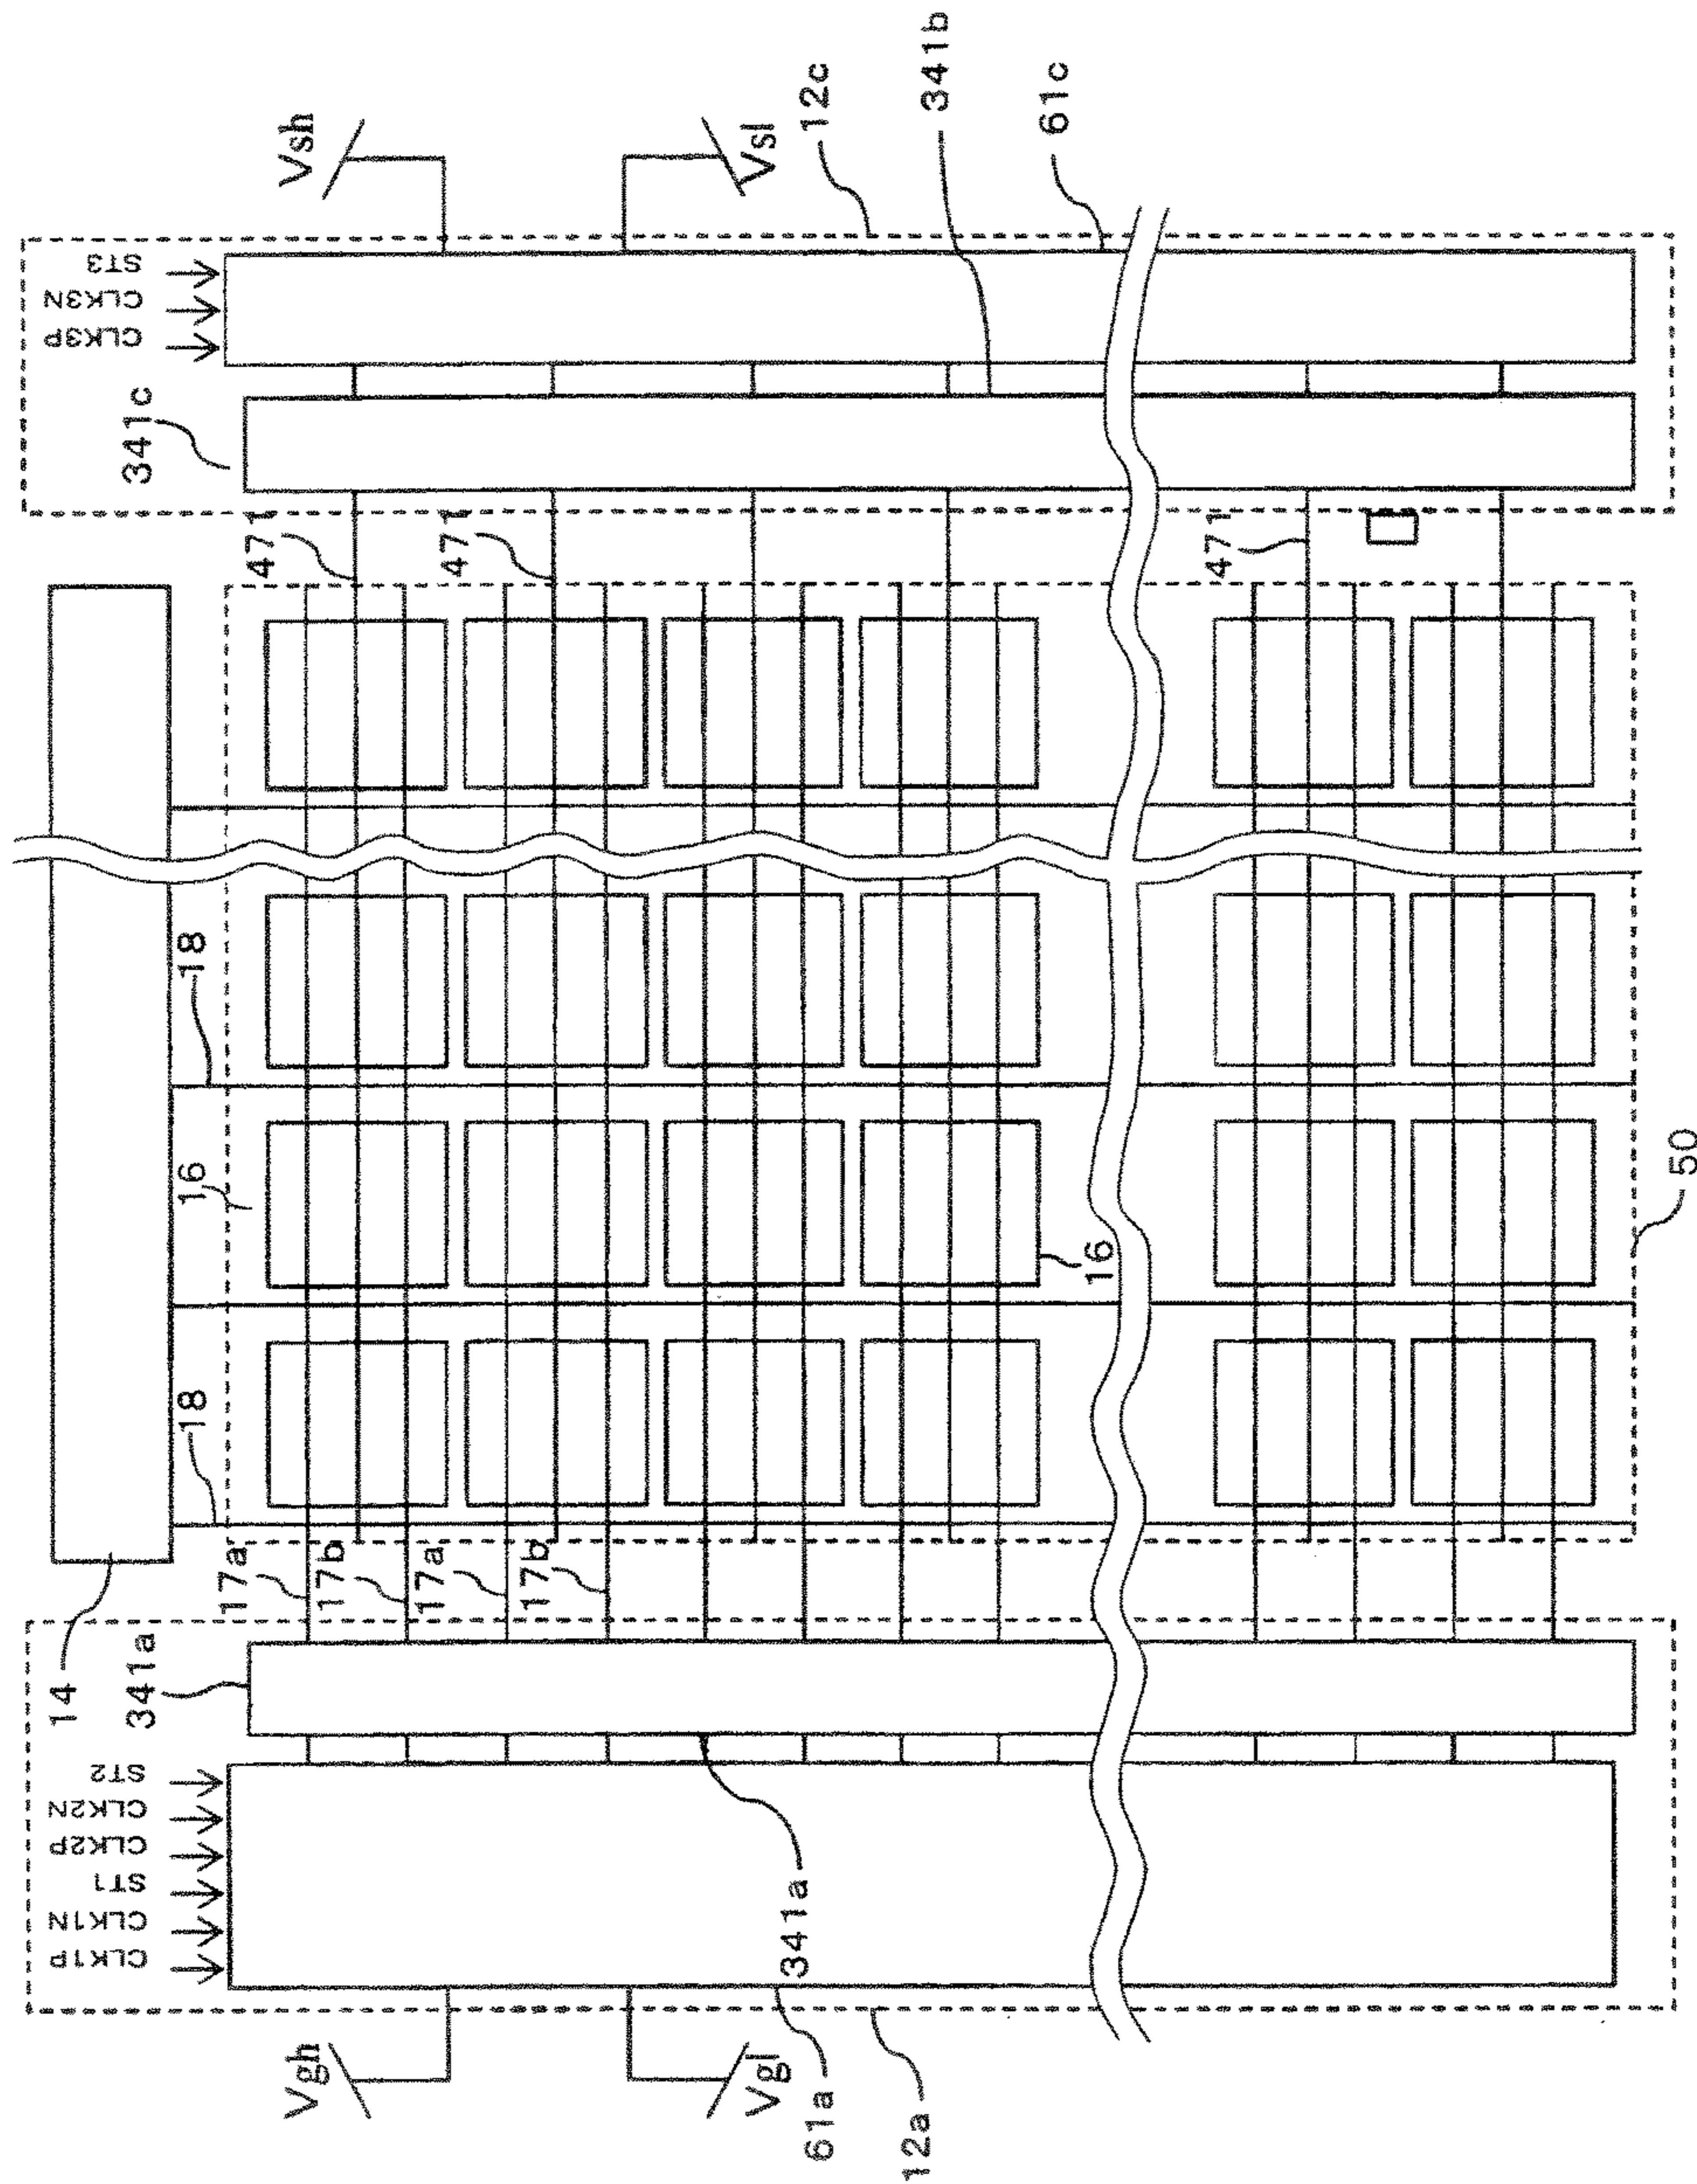 Vsh
Vsl
12c
341b
61c
ST3
CLK3N
CLK3P
341c
471
471
471
18
16
16
18
50
17a
17b
17a
17b
14
341a
ST2
CLK2N
CLK2P
ST1
CLK1N
CLK1P
341a
Vgh
Vgl
61a
12a